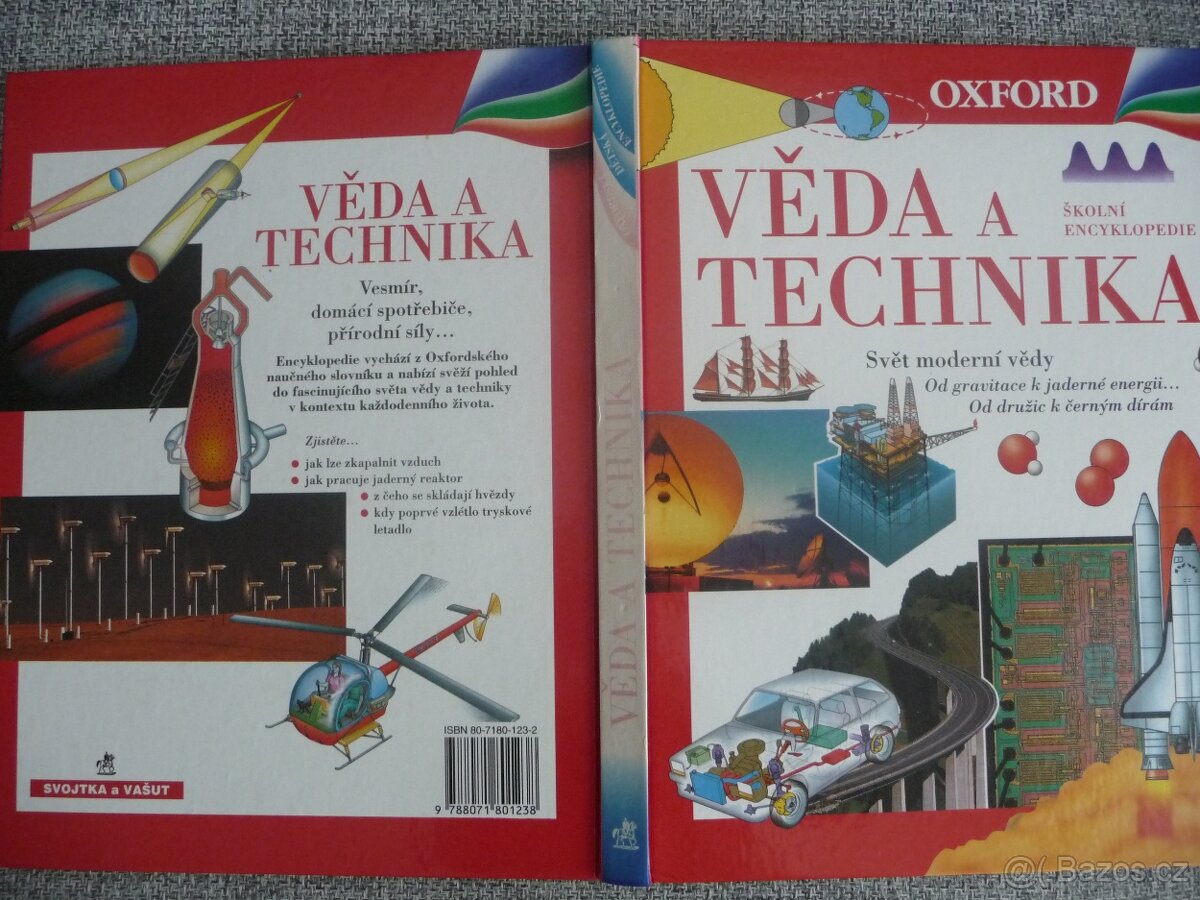 VĚDA A
TECHNIKA
Vesmír,
domácí spotřebiče,
přírodní síly...
Encyklopedie vychází z Oxfordského
naučného slovníku a nabízí svěží pohled
do fascinujícího světa vědy a techniky
v kontextu každodenního života.
Zjistěte...
jak lze zkapalnit vzduch
jak pracuje jaderný reaktor
z čeho se skládají hvězdy
kdy poprvé vzlétlo tryskové
letadlo
ISBN 80-7180-123-2
9 788071 801238
SVOJTKA a VAŠUT
DĚTSKÁ
ENCYKLOPEDIE
VĚDA A TECHNIKA
OXFORD
VĚDA A
TECHNIKA
ŠKOLNÍ
ENCYKLOPEDIE
Svět moderní vědy
Od gravitace k jaderné energii...
Od družic k černým dírám
Bazos.cz